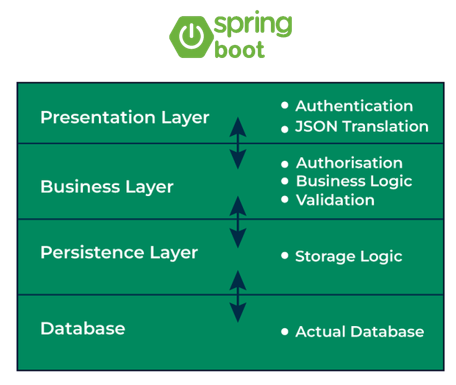 spring
boot
Presentation Layer
• Authentication
• JSON Translation
Business Layer
• Authorisation
• Business Logic
• Validation
Persistence Layer
• Storage Logic
Database
• Actual Database